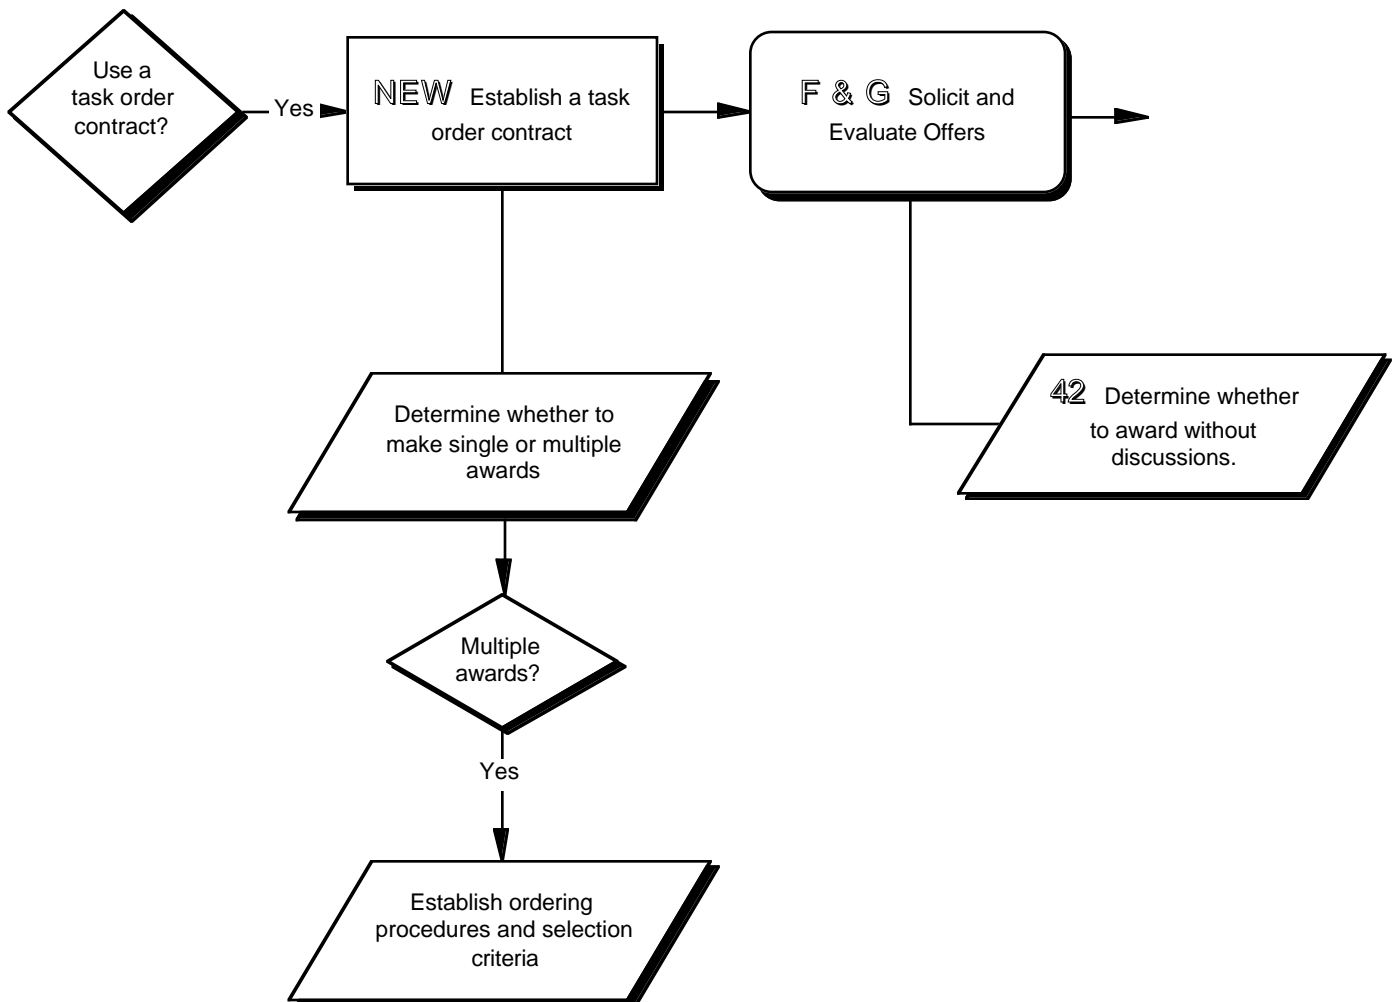 Use a
task order
contract?
Yes
NEW Establish a task
order contract
F & G Solicit and
Evaluate Offers
Determine whether to
make single or multiple
awards
42 Determine whether
to award without
discussions.
Multiple
awards?
Yes
Establish ordering
procedures and selection
criteria